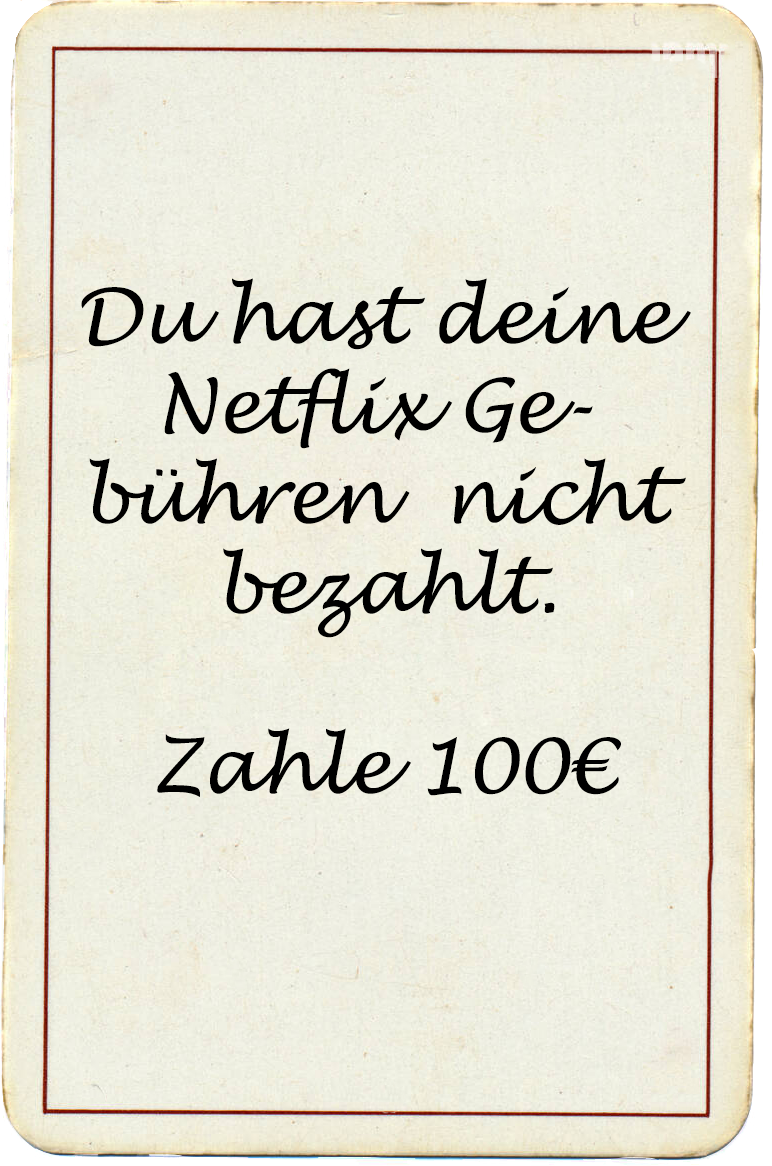 Du hast deine
Netflix Ge-
bühren nicht
bezahlt.
Zahle 100€